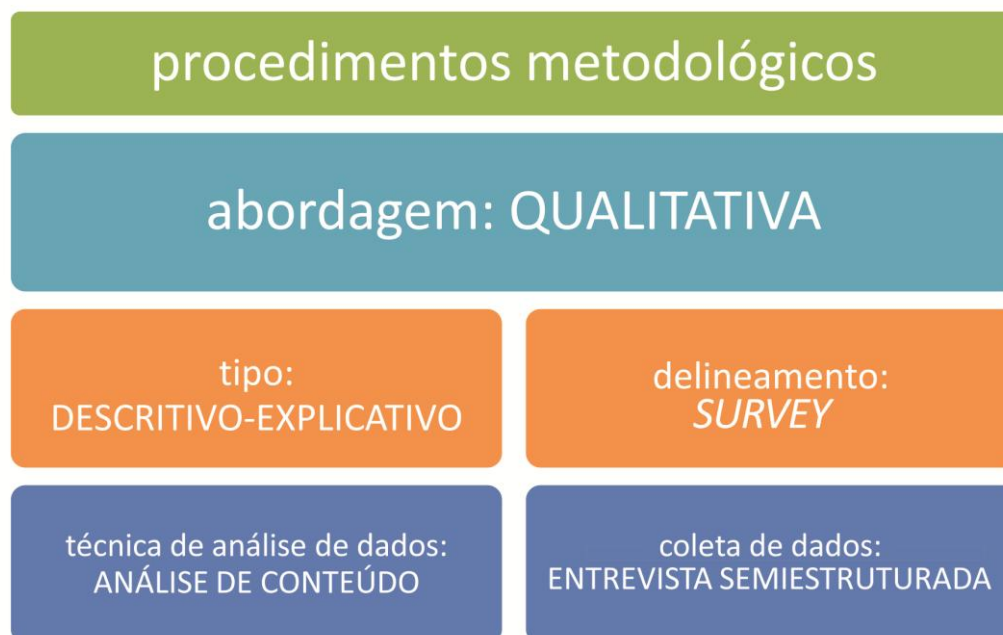 procedimentos metodológicos
abordagem: QUALITATIVA
tipo:
DESCRITIVO-EXPLICATIVO
delineamento:
SURVEY
técnica de análise de dados:
ANÁLISE DE CONTEÚDO
coleta de dados:
ENTREVISTA SEMIESTRUTURADA